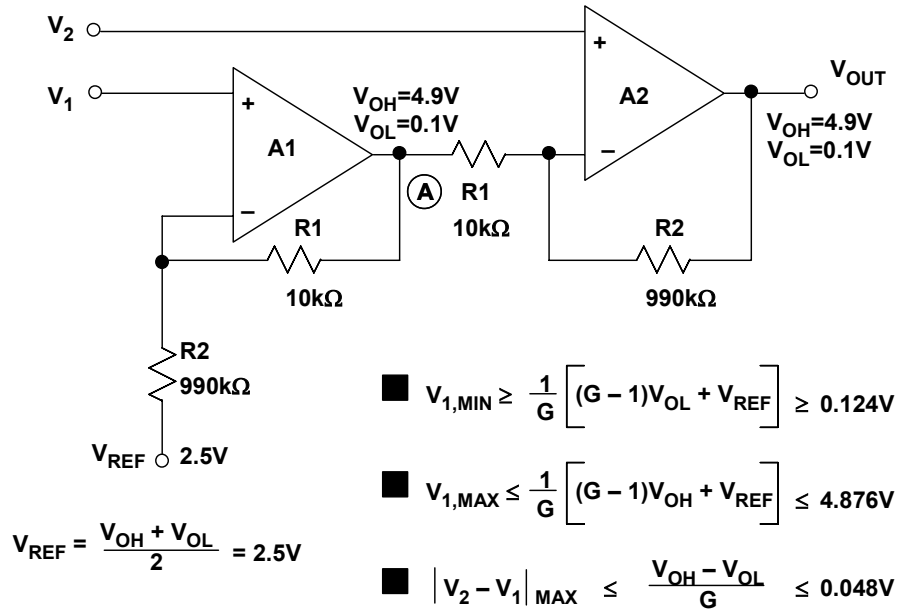 V2
V1
+
−
A1
VOH=4.9V
VOL=0.1V
A
R1
10kΩ
R1
10kΩ
+
−
A2
VOUT
VOH=4.9V
VOL=0.1V
R2
990kΩ
R2
990kΩ
VREF 2.5V
VREF = (VOH + VOL)/2 = 2.5V
■ V1,MIN ≥ 1/G [(G – 1)VOL + VREF] ≥ 0.124V
■ V1,MAX ≤ 1/G [(G – 1)VOH + VREF] ≤ 4.876V
■ |V2 – V1| MAX ≤ (VOH – VOL)/G ≤ 0.048V